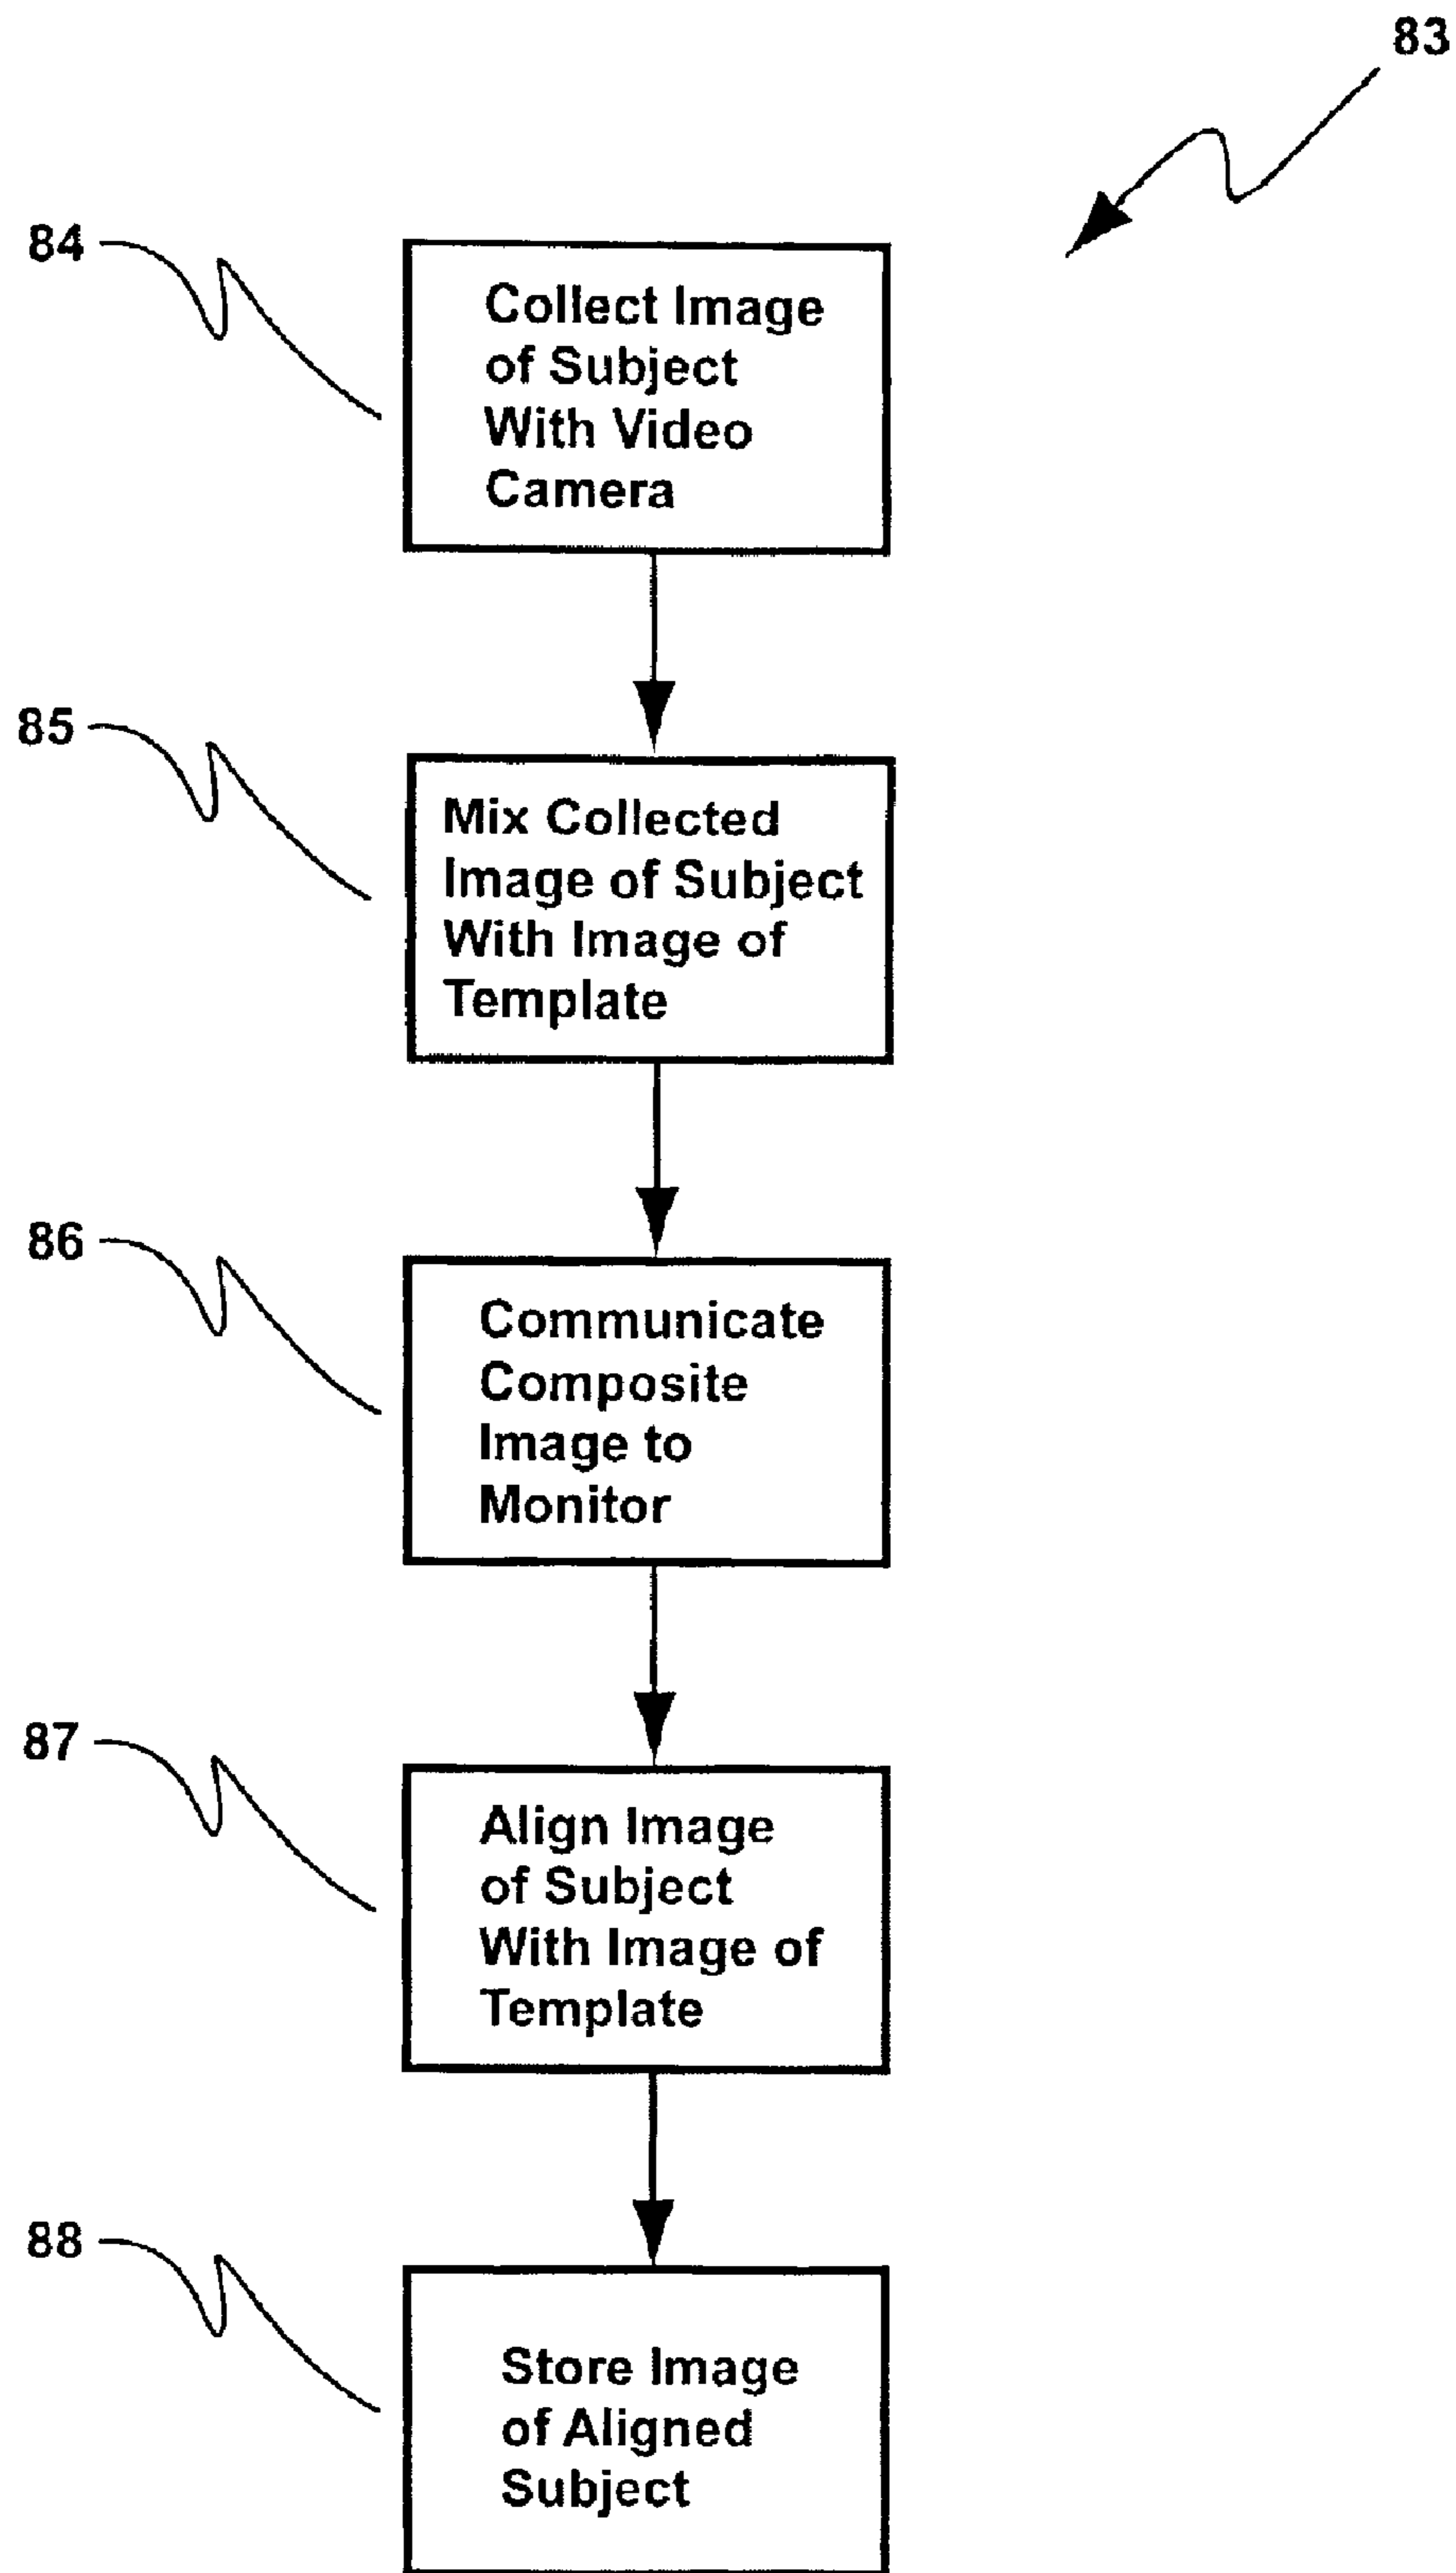 83
84
Collect Image
of Subject
With Video
Camera
85
Mix Collected
Image of Subject
With Image of
Template
86
Communicate
Composite
Image to
Monitor
87
Align Image
of Subject
With Image of
Template
88
Store Image
of Aligned
Subject